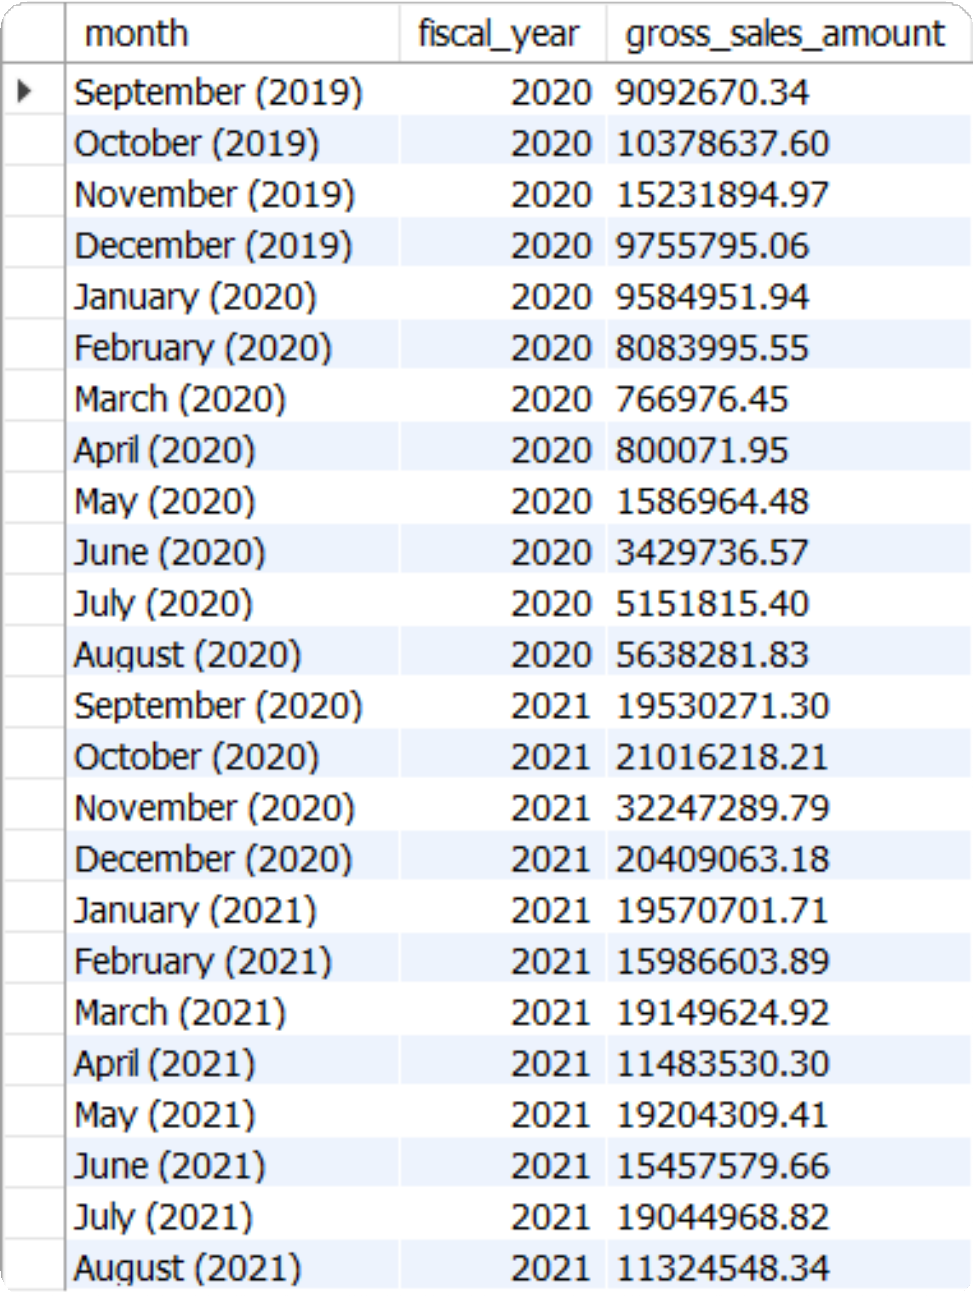 month fiscal_year gross_sales_amount
September (2019) 2020 9092670.34
October (2019) 2020 10378637.60
November (2019) 2020 15231894.97
December (2019) 2020 9755795.06
January (2020) 2020 9584951.94
February (2020) 2020 8083995.55
March (2020) 2020 766976.45
April (2020) 2020 800071.95
May (2020) 2020 1586964.48
June (2020) 2020 3429736.57
July (2020) 2020 5151815.40
August (2020) 2020 5638281.83
September (2020) 2021 19530271.30
October (2020) 2021 21016218.21
November (2020) 2021 32247289.79
December (2020) 2021 20409063.18
January (2021) 2021 19570701.71
February (2021) 2021 15986603.89
March (2021) 2021 19149624.92
April (2021) 2021 11483530.30
May (2021) 2021 19204309.41
June (2021) 2021 15457579.66
July (2021) 2021 19044968.82
August (2021) 2021 11324548.34